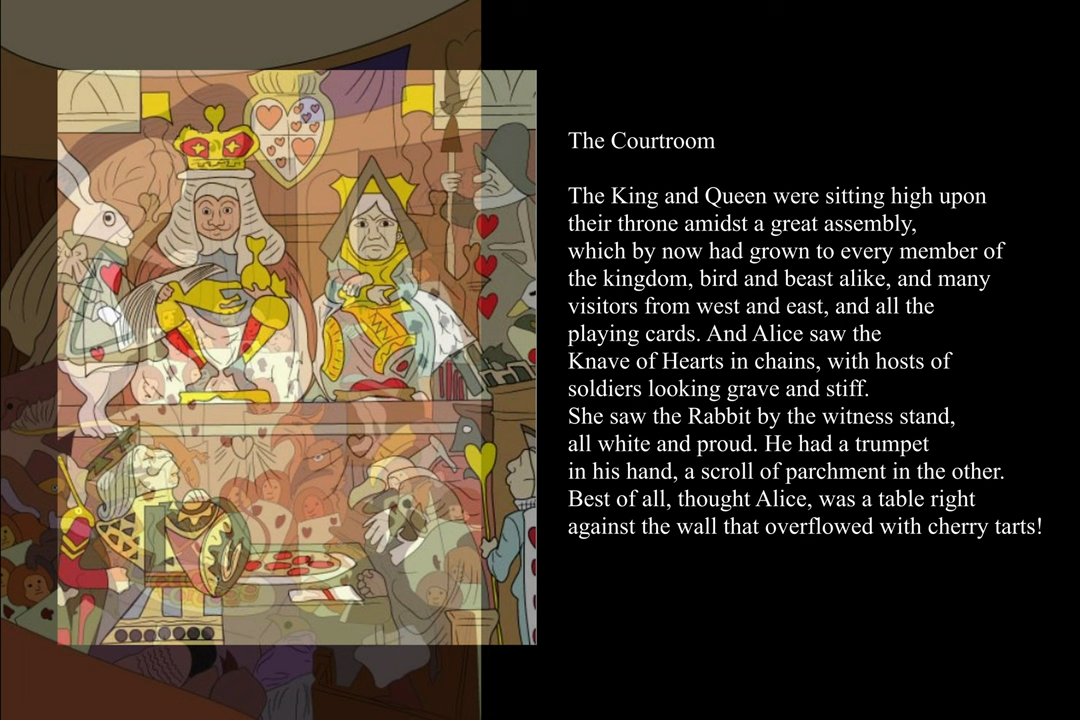 The Courtroom
The King and Queen were sitting high upon
their throne amidst a great assembly,
which by now had grown to every member of
the kingdom, bird and beast alike, and many
visitors from west and east, and all the
playing cards. And Alice saw the
Knave of Hearts in chains, with hosts of
soldiers looking grave and stiff.
She saw the Rabbit by the witness stand,
all white and proud. He had a trumpet
in his hand, a scroll of parchment in the other.
Best of all, thought Alice, was a table right
against the wall that overflowed with cherry tarts!